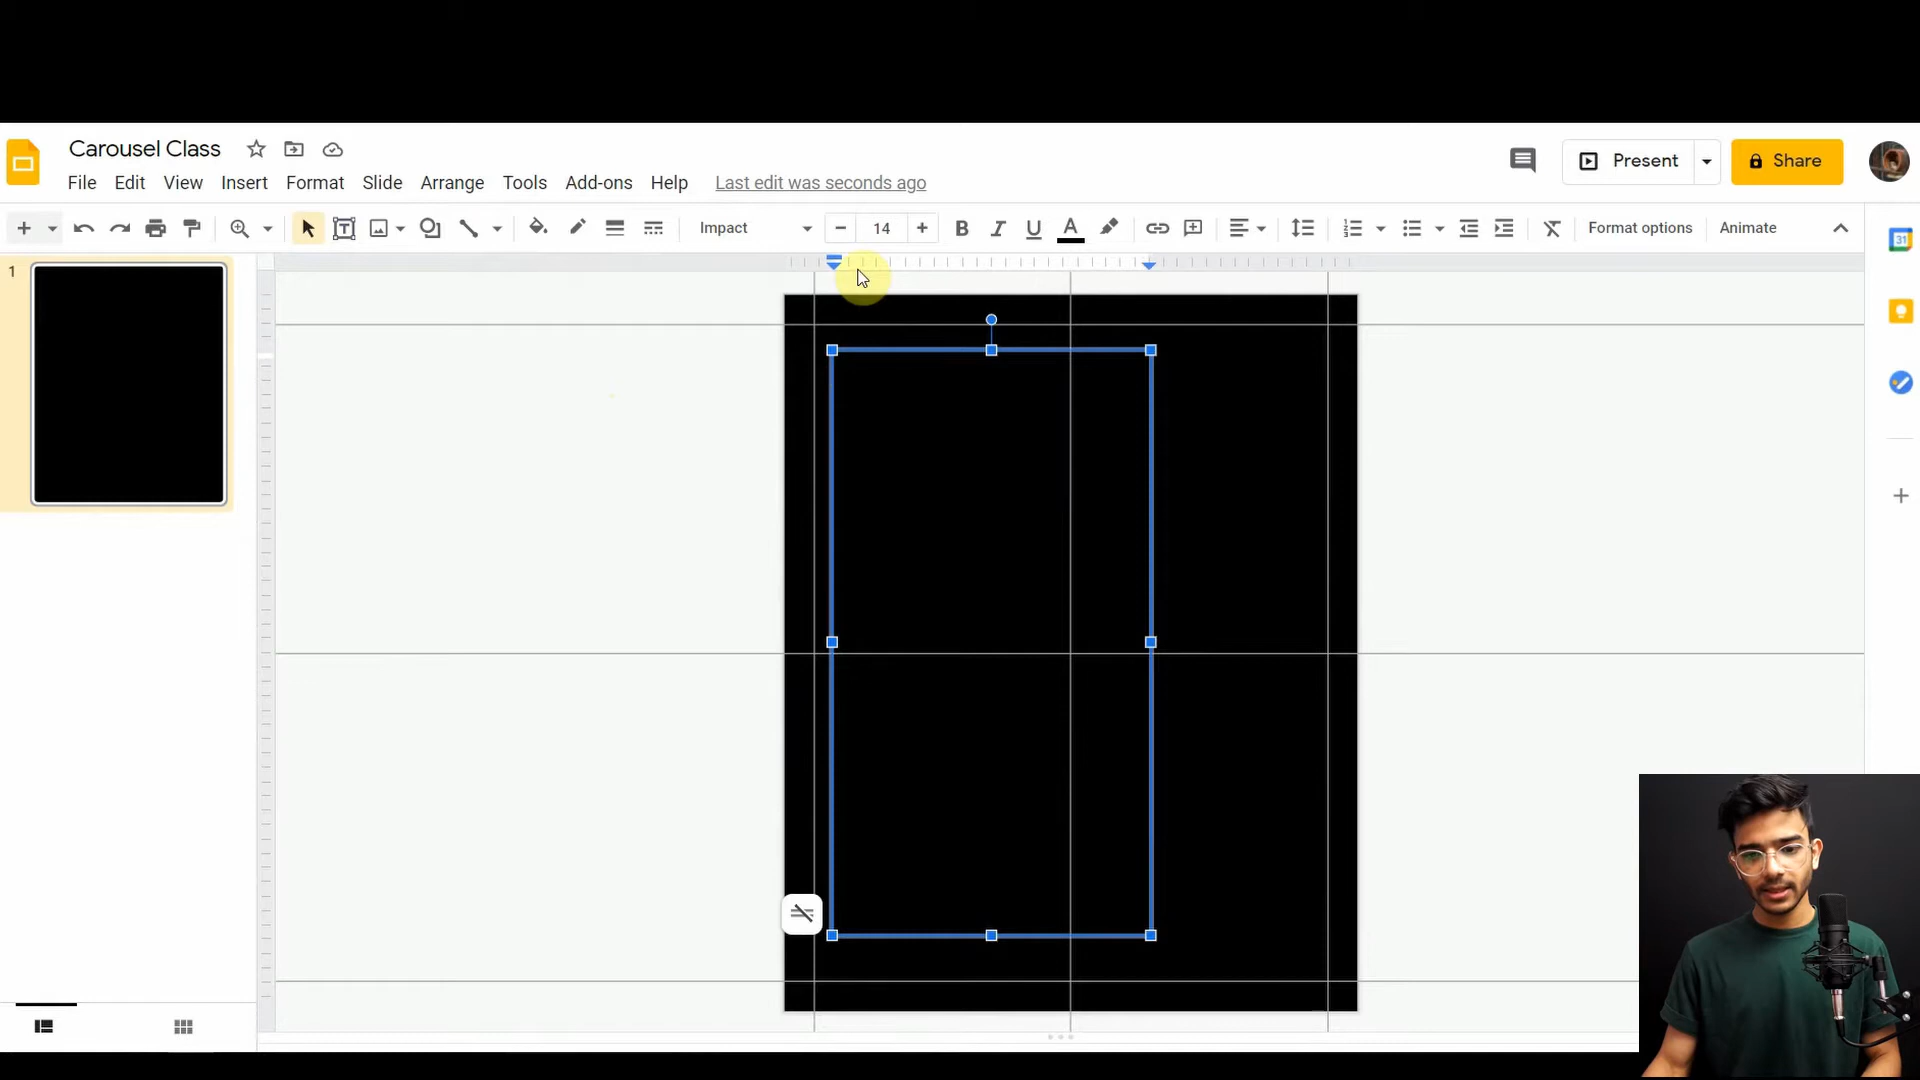 Carousel Class
Present
Share
File Edit View Insert Format Slide Arrange Tools Add-ons Help Last edit was seconds ago
Impact
14
B I U A
Format options
Animate
31
1